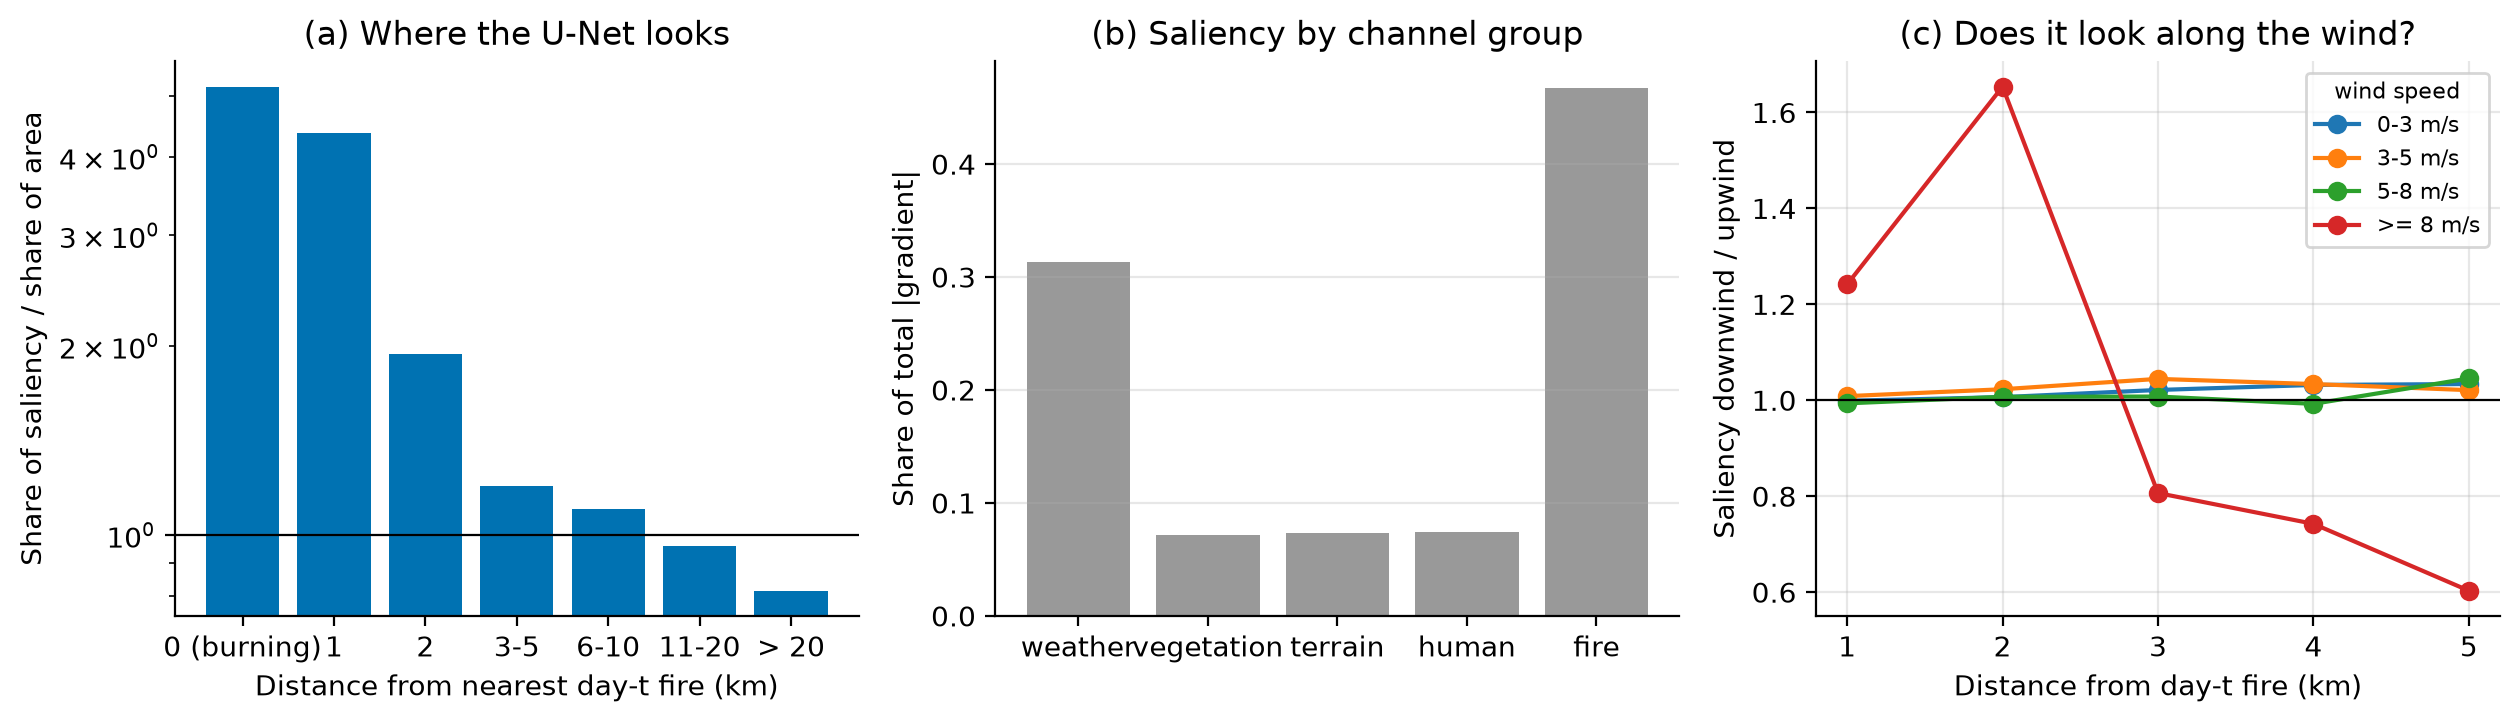 (a) Where the U-Net looks
Share of saliency / share of area
4 × 10⁰
3 × 10⁰
2 × 10⁰
10⁰
0 (burning) 1 2 3-5 6-10 11-20 > 20
Distance from nearest day-t fire (km)
(b) Saliency by channel group
Share of total |gradient|
0.4
0.3
0.2
0.1
0.0
weather vegetation terrain human fire
(c) Does it look along the wind?
Saliency downwind / upwind
1.6
1.4
1.2
1.0
0.8
0.6
wind speed
0-3 m/s
3-5 m/s
5-8 m/s
>= 8 m/s
1 2 3 4 5
Distance from day-t fire (km)